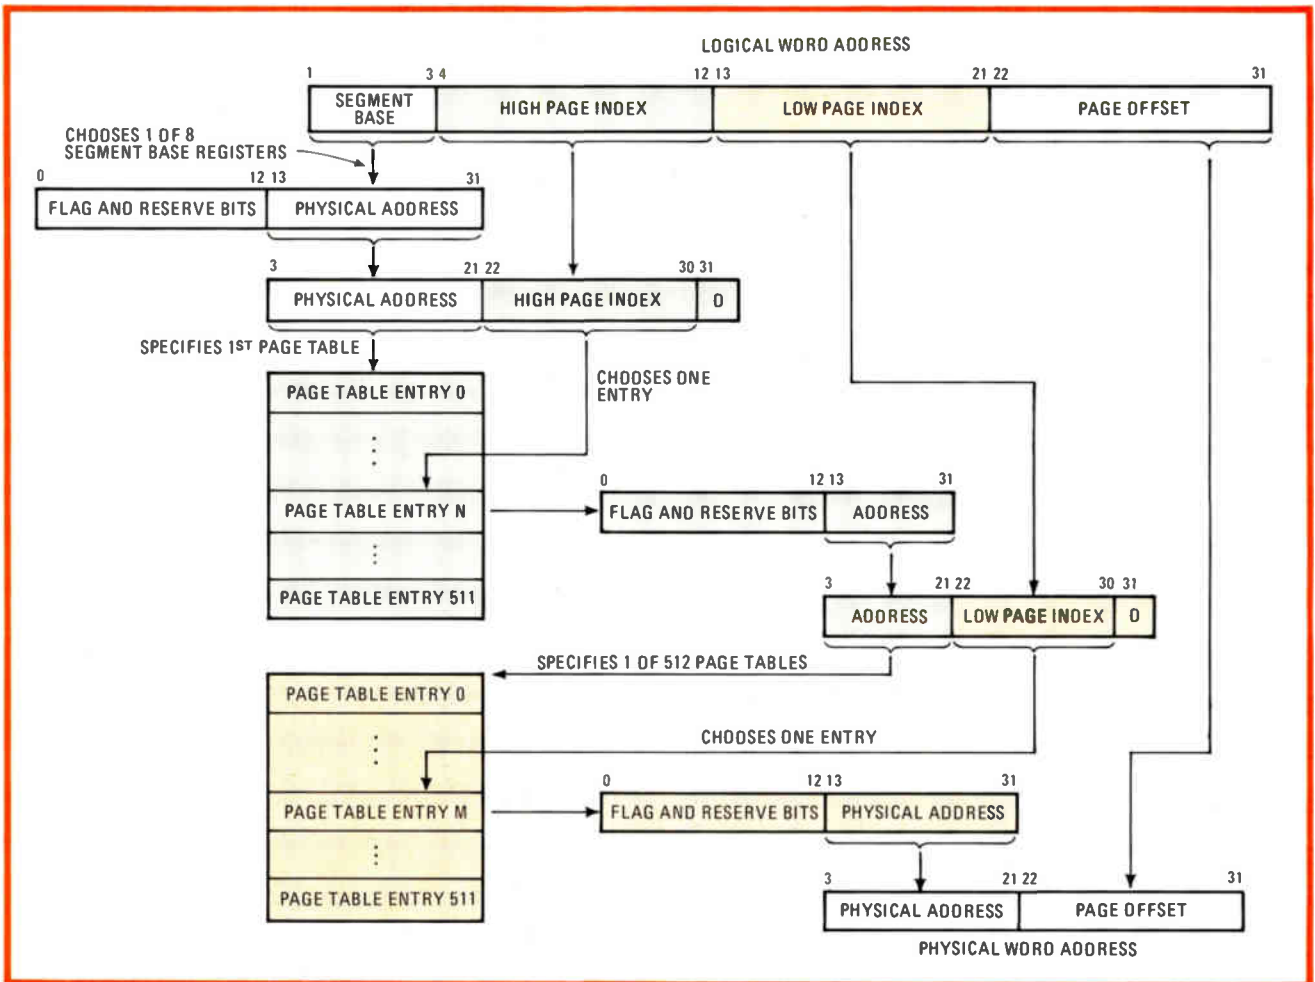 LOGICAL WORD ADDRESS
1 3 4 12 13 21 22 31
SEGMENT
BASE
HIGH PAGE INDEX
LOW PAGE INDEX
PAGE OFFSET
CHOOSES 1 OF 8
SEGMENT BASE REGISTERS
0 12 13 31
FLAG AND RESERVE BITS
PHYSICAL ADDRESS
3 21 22 30 31
PHYSICAL ADDRESS
HIGH PAGE INDEX
0
SPECIFIES 1ST PAGE TABLE
CHOOSES ONE
ENTRY
PAGE TABLE ENTRY 0
PAGE TABLE ENTRY N
PAGE TABLE ENTRY 511
0 12 13 31
FLAG AND RESERVE BITS
ADDRESS
3 21 22 30 31
ADDRESS
LOW PAGE INDEX
0
SPECIFIES 1 OF 512 PAGE TABLES
PAGE TABLE ENTRY 0
CHOOSES ONE ENTRY
PAGE TABLE ENTRY M
PAGE TABLE ENTRY 511
0 12 13 31
FLAG AND RESERVE BITS
PHYSICAL ADDRESS
3 21 22 31
PHYSICAL ADDRESS
PAGE OFFSET
PHYSICAL WORD ADDRESS